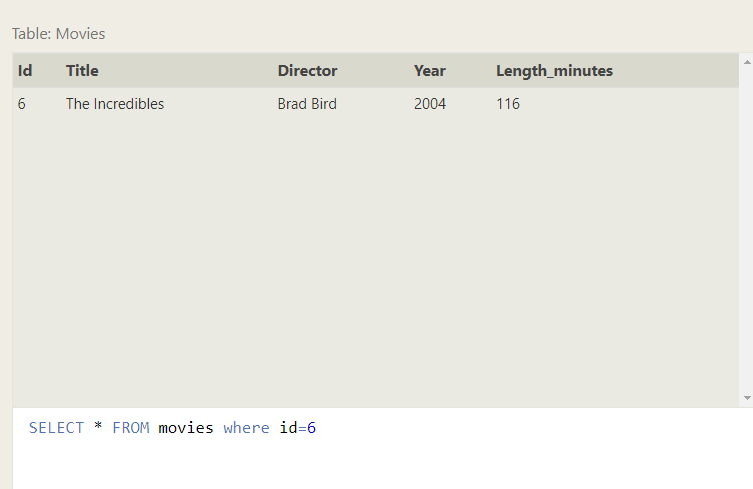 Table: Movies
Id Title Director Year Length_minutes
6 The Incredibles Brad Bird 2004 116
SELECT * FROM movies where id=6